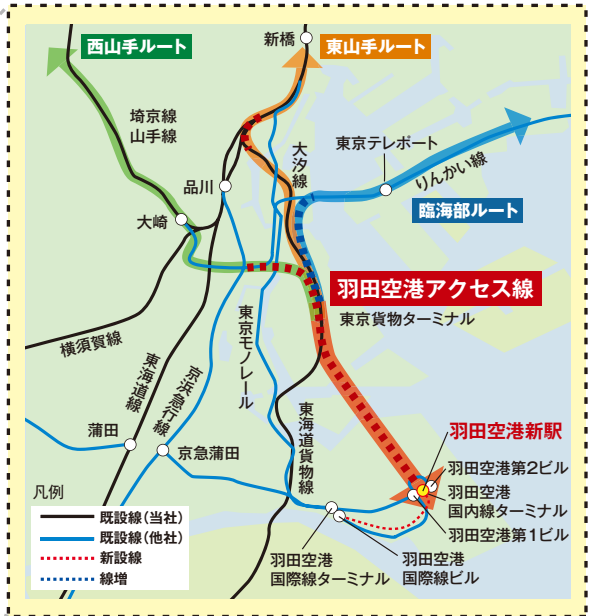 西山手ルート
新橋
東山手ルート
埼京線
山手線
大汐線
東京テレポート
りんかい線
品川
臨海部ルート
大崎
羽田空港アクセス線
東京貨物ターミナル
横須賀線
東海道線
京浜急行線
東京モノレール
東海道貨物線
蒲田
京急蒲田
羽田空港新駅
羽田空港第2ビル
羽田空港
国内線ターミナル
羽田空港第1ビル
羽田空港
国際線ターミナル
羽田空港
国際線ビル
凡例
既設線(当社)
既設線(他社)
新設線
線増